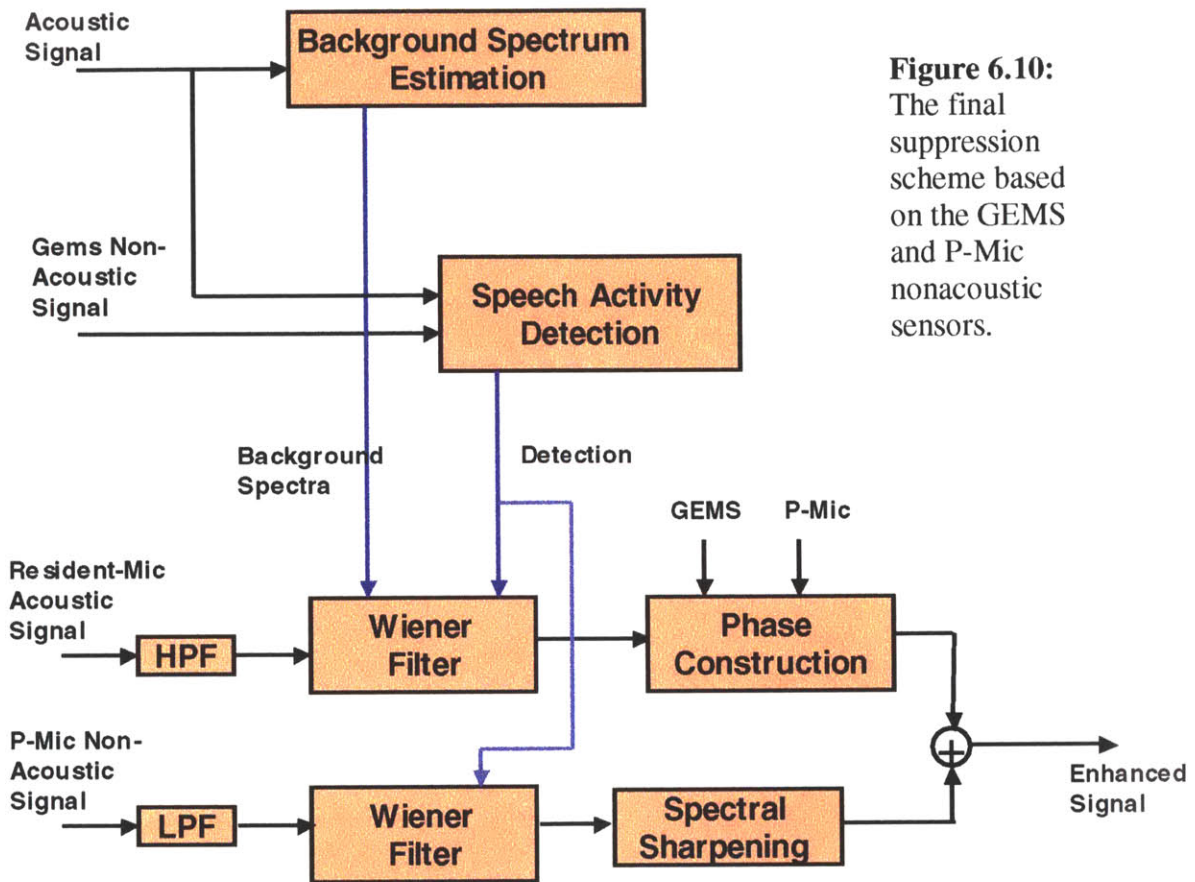 Acoustic
Signal
Background Spectrum
Estimation
Figure 6.10:
The final
suppression
scheme based
on the GEMS
and P-Mic
nonacoustic
sensors.
Gems Non-
Acoustic
Signal
Speech Activity
Detection
Background
Spectra
Detection
GEMS
P-Mic
Resident-Mic
Acoustic
Signal
HPF
Wiener
Filter
Phase
Construction
P-Mic Non-
Acoustic
Signal
LPF
Wiener
Filter
Spectral
Sharpening
+
Enhanced
Signal